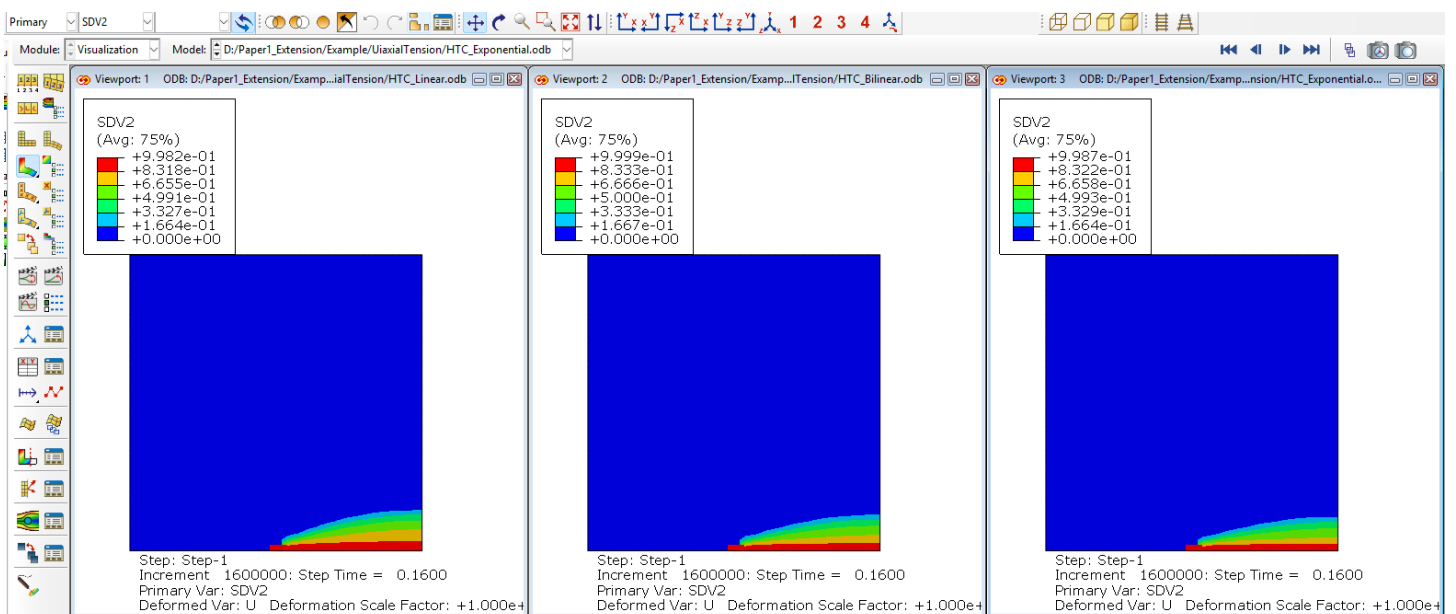 Primary SDV2 1 2 3 4
Module: Visualization Model: D:/Paper1_Extension/Example/UiaxialTension/HTC_Exponential.odb
Viewport: 1 ODB: D:/Paper1_Extension/Examp...ialTension/HTC_Linear.odb
SDV2
(Avg: 75%)
+9.982e-01
+8.318e-01
+6.655e-01
+4.991e-01
+3.327e-01
+1.664e-01
+0.000e+00
Step: Step-1
Increment 1600000: Step Time = 0.1600
Primary Var: SDV2
Deformed Var: U Deformation Scale Factor: +1.000e+
Viewport: 2 ODB: D:/Paper1_Extension/Examp...lTension/HTC_Bilinear.odb
SDV2
(Avg: 75%)
+9.999e-01
+8.333e-01
+6.666e-01
+5.000e-01
+3.333e-01
+1.667e-01
+0.000e+00
Step: Step-1
Increment 1600000: Step Time = 0.1600
Primary Var: SDV2
Deformed Var: U Deformation Scale Factor: +1.000e+
Viewport: 3 ODB: D:/Paper1_Extension/Examp...nsion/HTC_Exponential.o...
SDV2
(Avg: 75%)
+9.987e-01
+8.322e-01
+6.658e-01
+4.993e-01
+3.329e-01
+1.664e-01
+0.000e+00
Step: Step-1
Increment 1600000: Step Time = 0.1600
Primary Var: SDV2
Deformed Var: U Deformation Scale Factor: +1.000e+